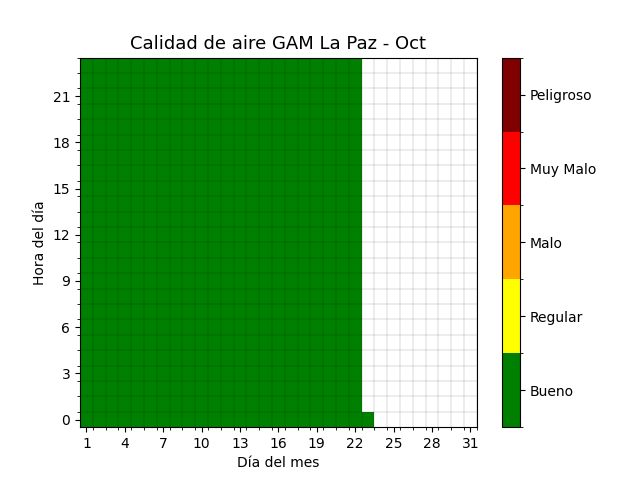 Calidad de aire GAM La Paz - Oct
Hora del día
21
18
15
12
9
6
3
0
1 4 7 10 13 16 19 22 25 28 31
Día del mes
Peligroso
Muy Malo
Malo
Regular
Bueno